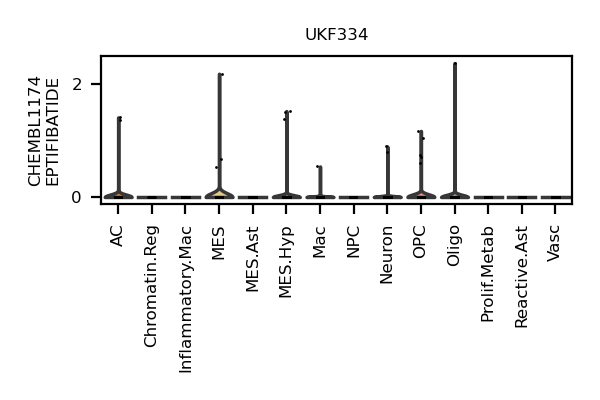 UKF334
CHEMBL1174
EPTIFIBATIDE
2
0
AC
Chromatin.Reg
Inflammatory.Mac
MES
MES.Ast
MES.Hyp
Mac
NPC
Neuron
OPC
Oligo
Prolif.Metab
Reactive.Ast
Vasc